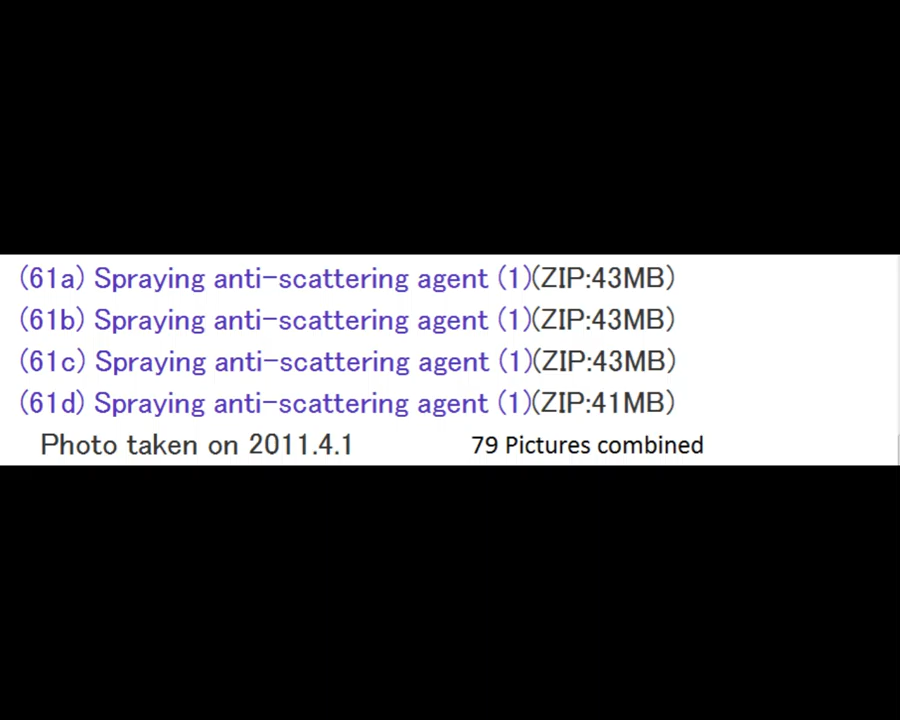 (61a) Spraying anti-scattering agent (1)(ZIP:43MB)
(61b) Spraying anti-scattering agent (1)(ZIP:43MB)
(61c) Spraying anti-scattering agent (1)(ZIP:43MB)
(61d) Spraying anti-scattering agent (1)(ZIP:41MB)
Photo taken on 2011.4.1 79 Pictures combined